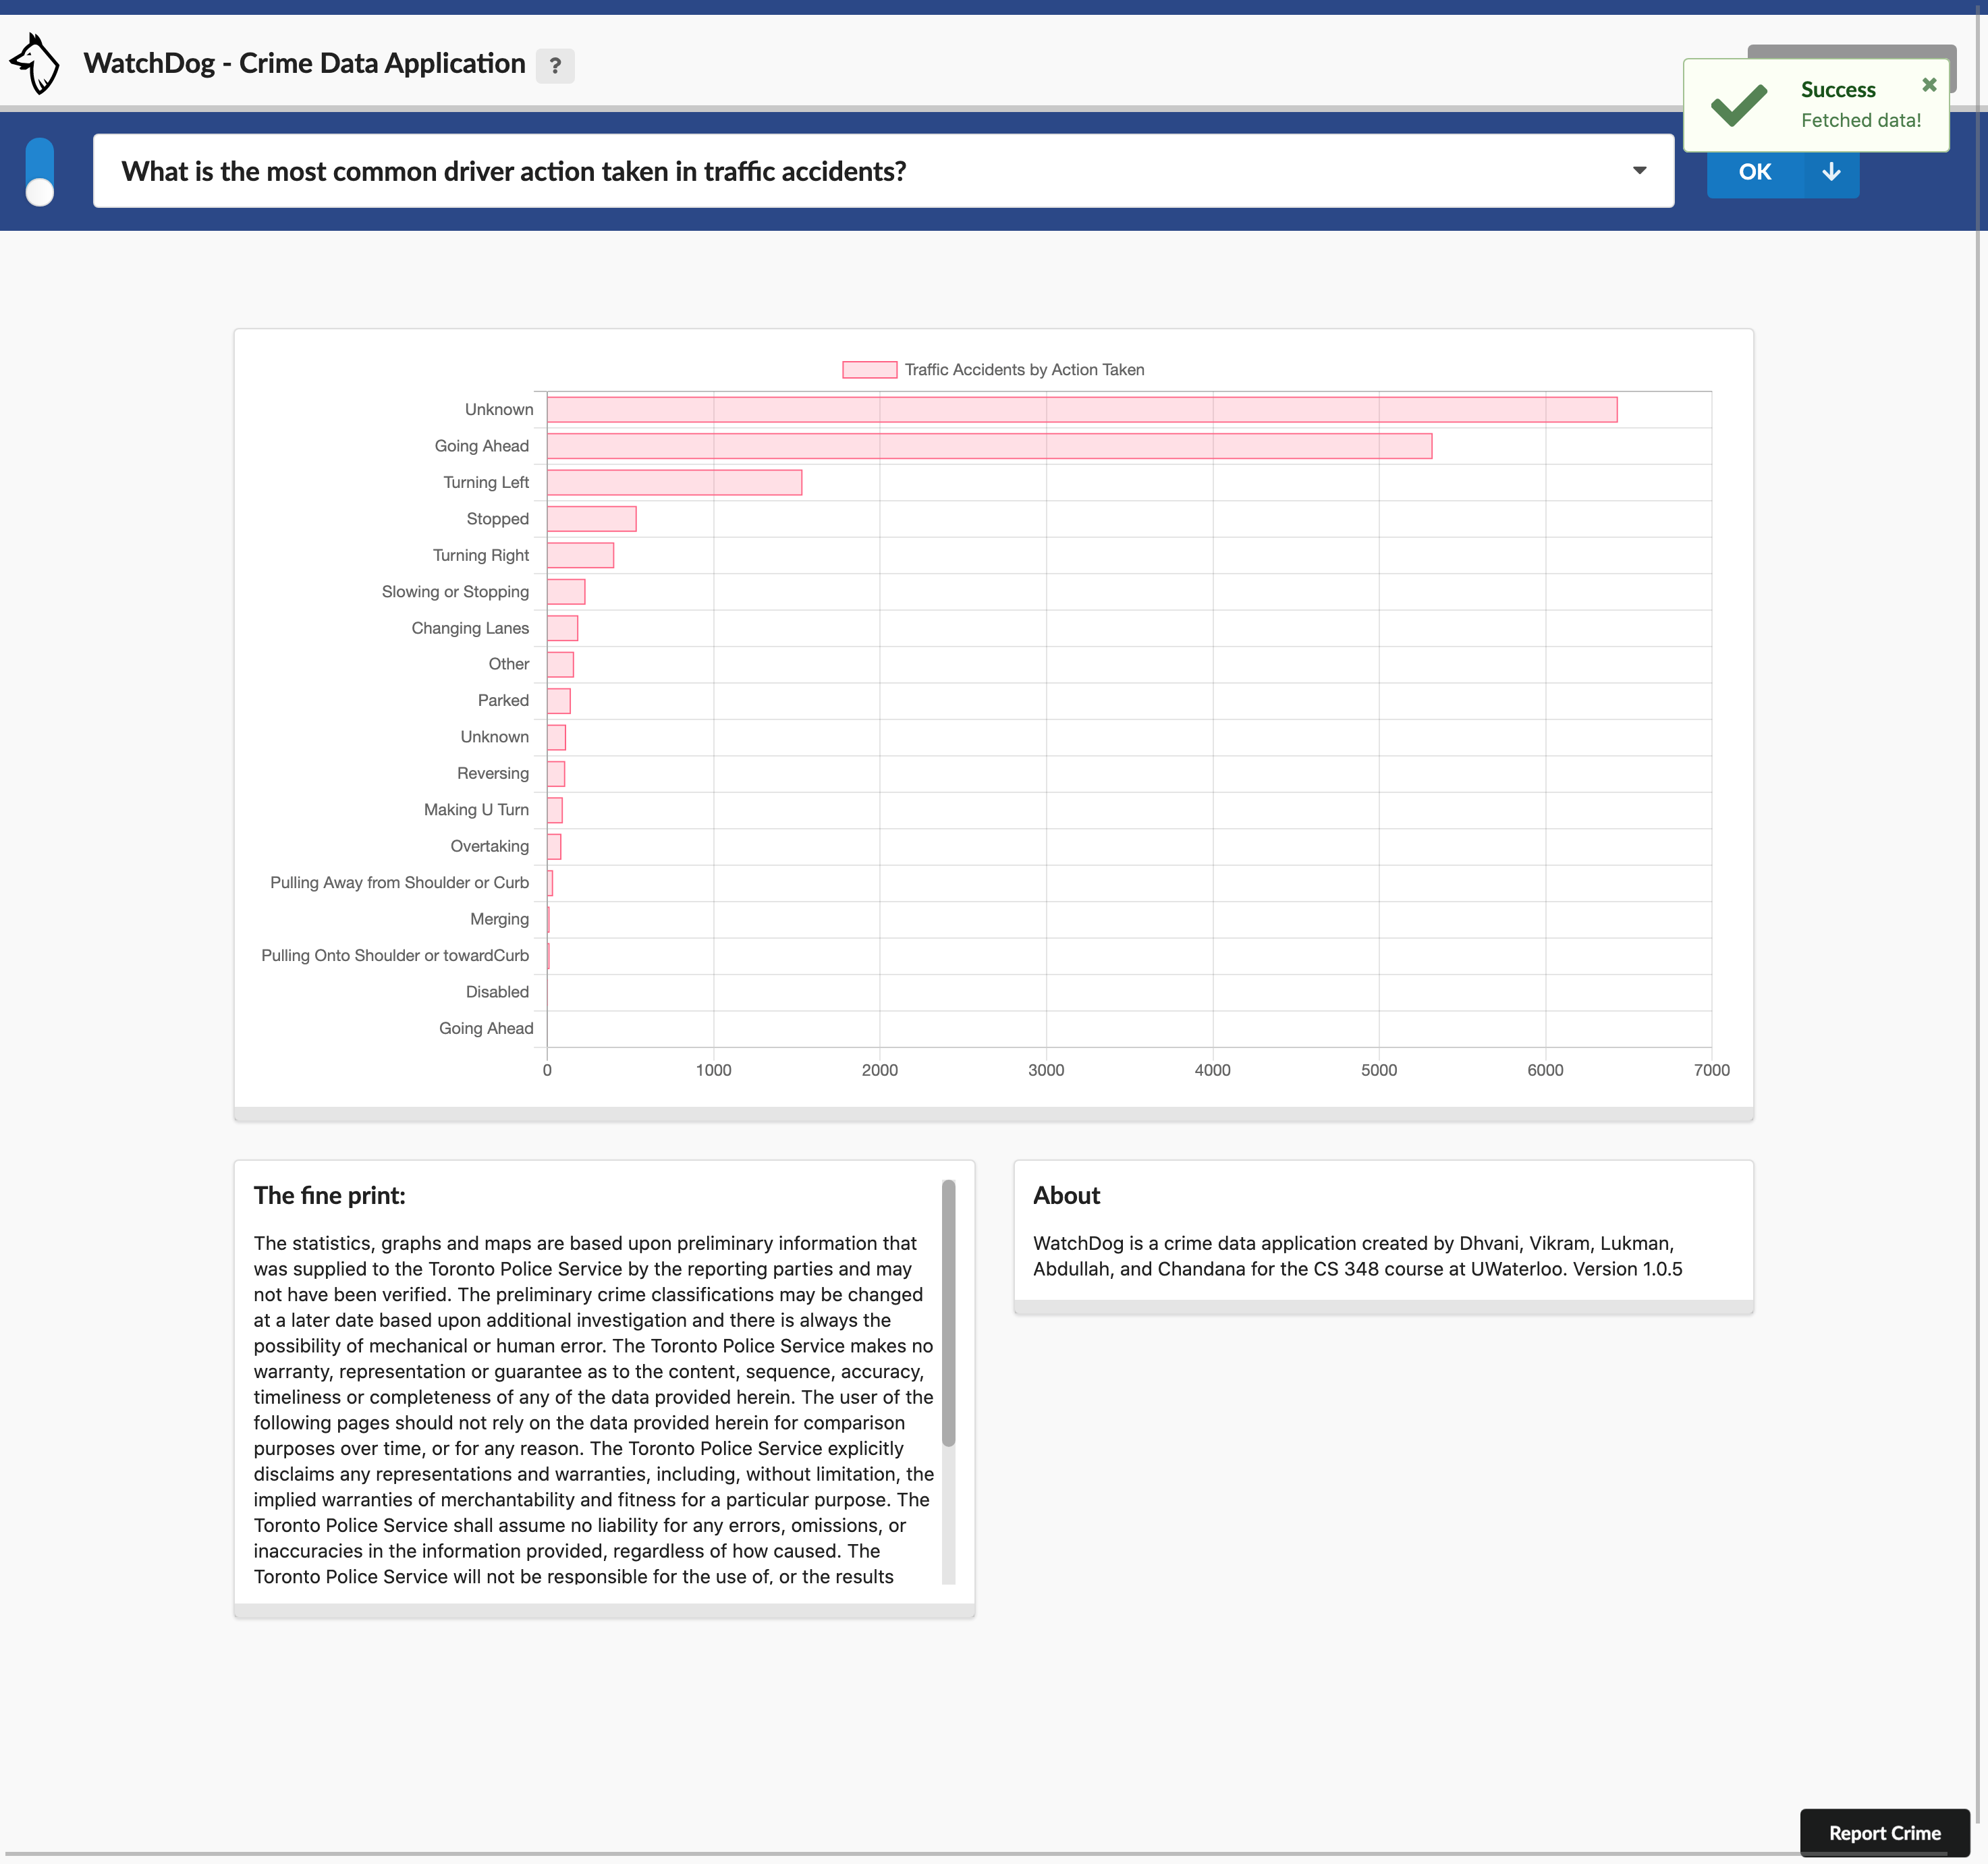 WatchDog - Crime Data Application ?
Success
Fetched data!
What is the most common driver action taken in traffic accidents?
OK
Traffic Accidents by Action Taken
Unknown
Going Ahead
Turning Left
Stopped
Turning Right
Slowing or Stopping
Changing Lanes
Other
Parked
Unknown
Reversing
Making U Turn
Overtaking
Pulling Away from Shoulder or Curb
Merging
Pulling Onto Shoulder or towardCurb
Disabled
Going Ahead
0 1000 2000 3000 4000 5000 6000 7000
The fine print:
The statistics, graphs and maps are based upon preliminary information that
was supplied to the Toronto Police Service by the reporting parties and may
not have been verified. The preliminary crime classifications may be changed
at a later date based upon additional investigation and there is always the
possibility of mechanical or human error. The Toronto Police Service makes no
warranty, representation or guarantee as to the content, sequence, accuracy,
timeliness or completeness of any of the data provided herein. The user of the
following pages should not rely on the data provided herein for comparison
purposes over time, or for any reason. The Toronto Police Service explicitly
disclaims any representations and warranties, including, without limitation, the
implied warranties of merchantability and fitness for a particular purpose. The
Toronto Police Service shall assume no liability for any errors, omissions, or
inaccuracies in the information provided, regardless of how caused. The
Toronto Police Service will not be responsible for the use of, or the results
About
WatchDog is a crime data application created by Dhvani, Vikram, Lukman,
Abdullah, and Chandana for the CS 348 course at UWaterloo. Version 1.0.5
Report Crime